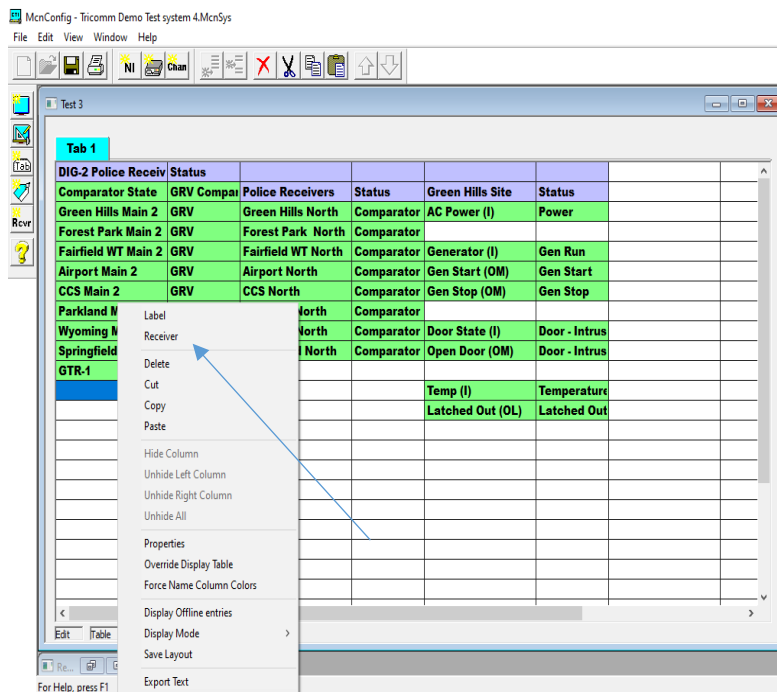 McnConfig - Tricomm Demo Test system 4.McnSys
File Edit View Window Help
NI Chan
Test 3
Tab
Rcvr
Tab 1
DIG-2 Police Receiv Status
Comparator State GRV Compar Police Receivers Status Green Hills Site Status
Green Hills Main 2 GRV Green Hills North Comparator AC Power (I) Power
Forest Park Main 2 GRV Forest Park North Comparator
Fairfield WT Main 2 GRV Fairfield WT North Comparator Generator (I) Gen Run
Airport Main 2 GRV Airport North Comparator Gen Start (OM) Gen Start
CCS Main 2 GRV CCS North Comparator Gen Stop (OM) Gen Stop
Parkland M North Comparator
Wyoming M North Comparator Door State (I) Door - Intrus
Springfield North Comparator Open Door (OM) Door - Intrus
GTR-1
Temp (I) Temperature
Latched Out (OL) Latched Out
Label
Receiver
Delete
Cut
Copy
Paste
Hide Column
Unhide Left Column
Unhide Right Column
Unhide All
Properties
Override Display Table
Force Name Column Colors
Display Offline entries
Display Mode
Save Layout
Export Text
Edit Table
Re...
For Help, press F1